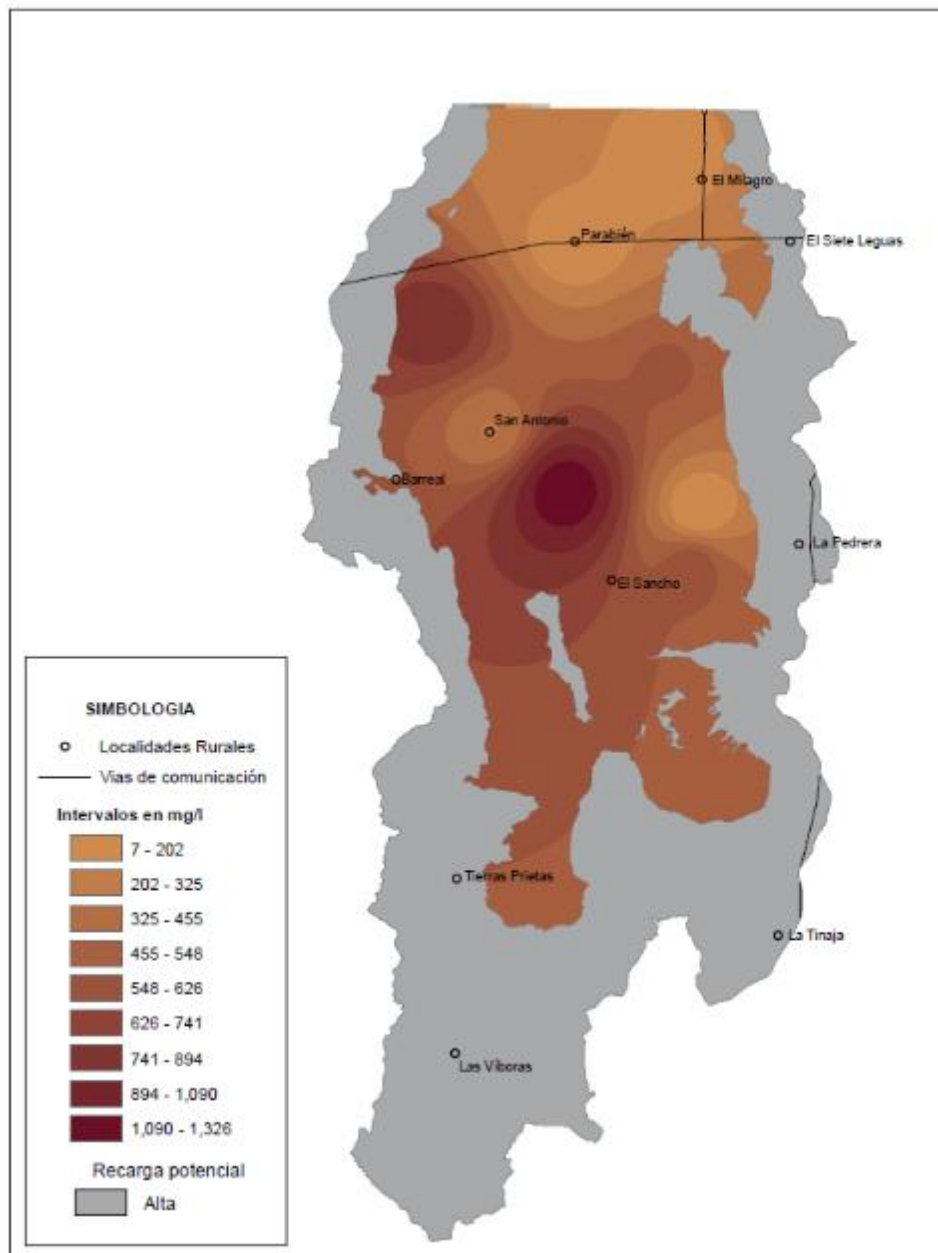 El Milagro
Parabién
El Siete Leguas
San Antonio
Barreal
La Pedrera
El Sancho
Tierras Prietas
La Tinaja
Las Víboras
SIMBOLOGIA
Localidades Rurales
Vias de comunicación
Intervalos en mg/l
7 - 202
202 - 325
325 - 455
455 - 548
548 - 626
626 - 741
741 - 894
894 - 1,090
1,090 - 1,326
Recarga potencial
Alta